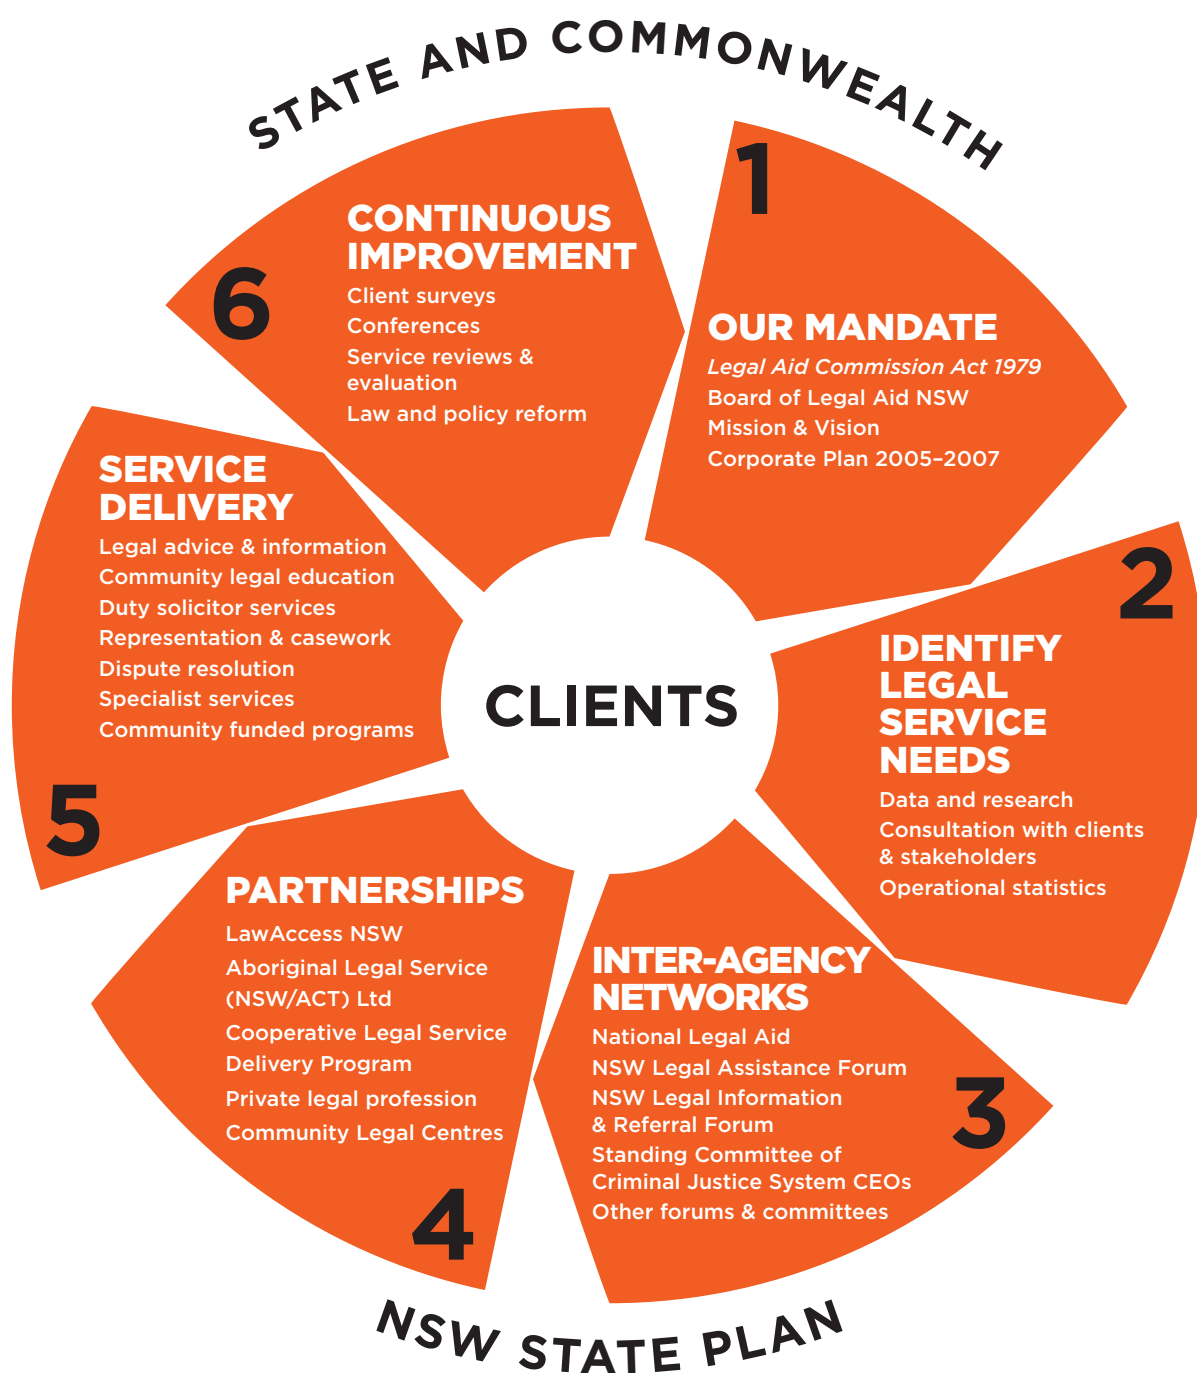 STATE AND COMMONWEALTH
1
OUR MANDATE
Legal Aid Commission Act 1979
Board of Legal Aid NSW
Mission & Vision
Corporate Plan 2005–2007
2
IDENTIFY
LEGAL
SERVICE
NEEDS
Data and research
Consultation with clients
& stakeholders
Operational statistics
3
INTER-AGENCY
NETWORKS
National Legal Aid
NSW Legal Assistance Forum
NSW Legal Information
& Referral Forum
Standing Committee of
Criminal Justice System CEOs
Other forums & committees
4
PARTNERSHIPS
LawAccess NSW
Aboriginal Legal Service
(NSW/ACT) Ltd
Cooperative Legal Service
Delivery Program
Private legal profession
Community Legal Centres
5
SERVICE
DELIVERY
Legal advice & information
Community legal education
Duty solicitor services
Representation & casework
Dispute resolution
Specialist services
Community funded programs
6
CONTINUOUS
IMPROVEMENT
Client surveys
Conferences
Service reviews &
evaluation
Law and policy reform
CLIENTS
NSW STATE PLAN